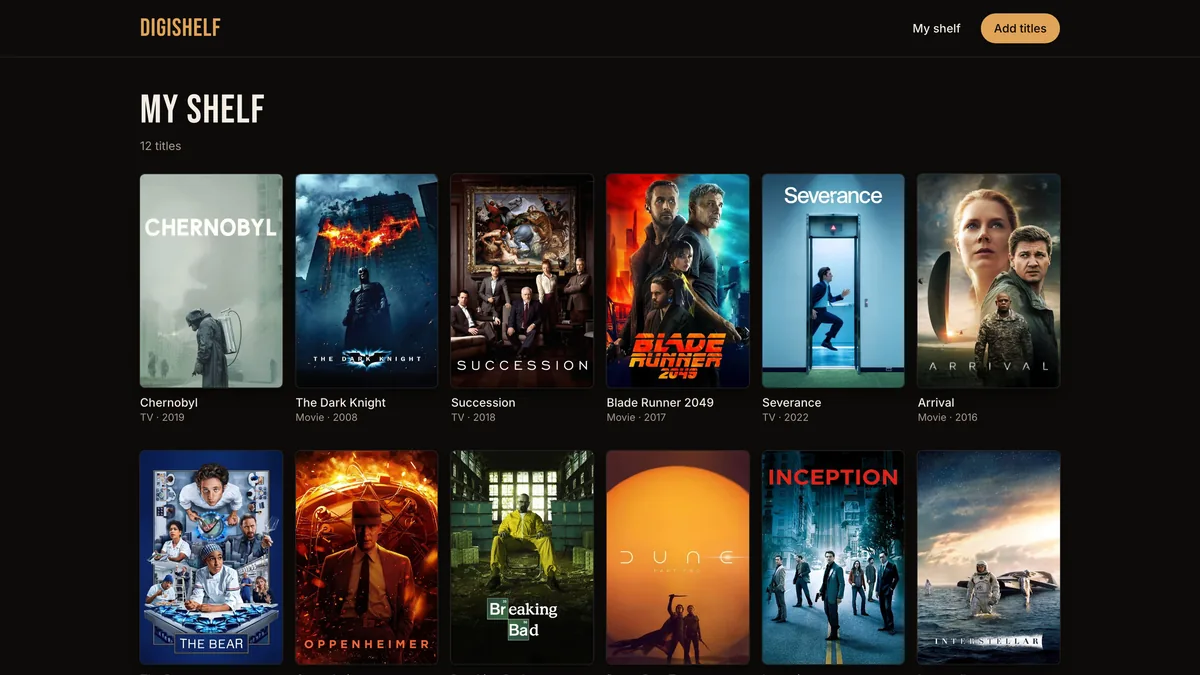 DIGISHELF
My shelf
Add titles
MY SHELF
12 titles
CHERNOBYL
THE DARK KNIGHT
SUCCESSION
BLADE
RUNNER
2049
Severance
ARRIVAL
Chernobyl
TV · 2019
The Dark Knight
Movie · 2008
Succession
TV · 2018
Blade Runner 2049
Movie · 2017
Severance
TV · 2022
Arrival
Movie · 2016
THE BEAR
OPPENHEIMER
Breaking
Bad
DUNE
PART TWO
INCEPTION
INTERSTELLAR